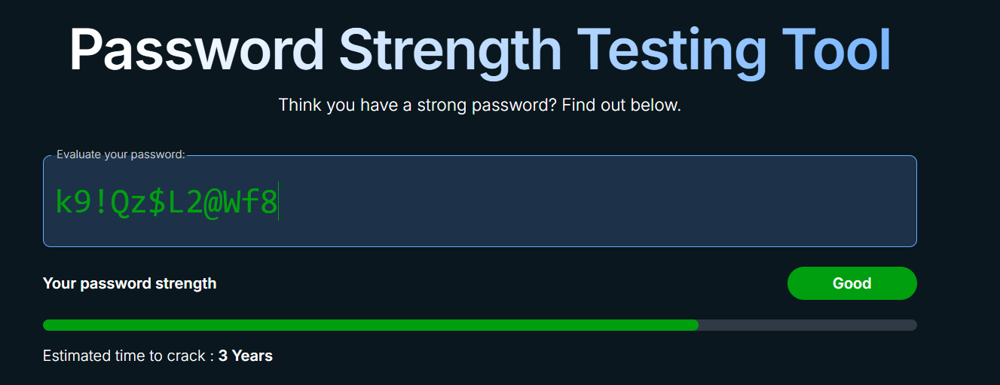 Password Strength Testing Tool
Think you have a strong password? Find out below.
Evaluate your password:
k9!Qz$L2@Wf8
Your password strength
Good
Estimated time to crack : 3 Years